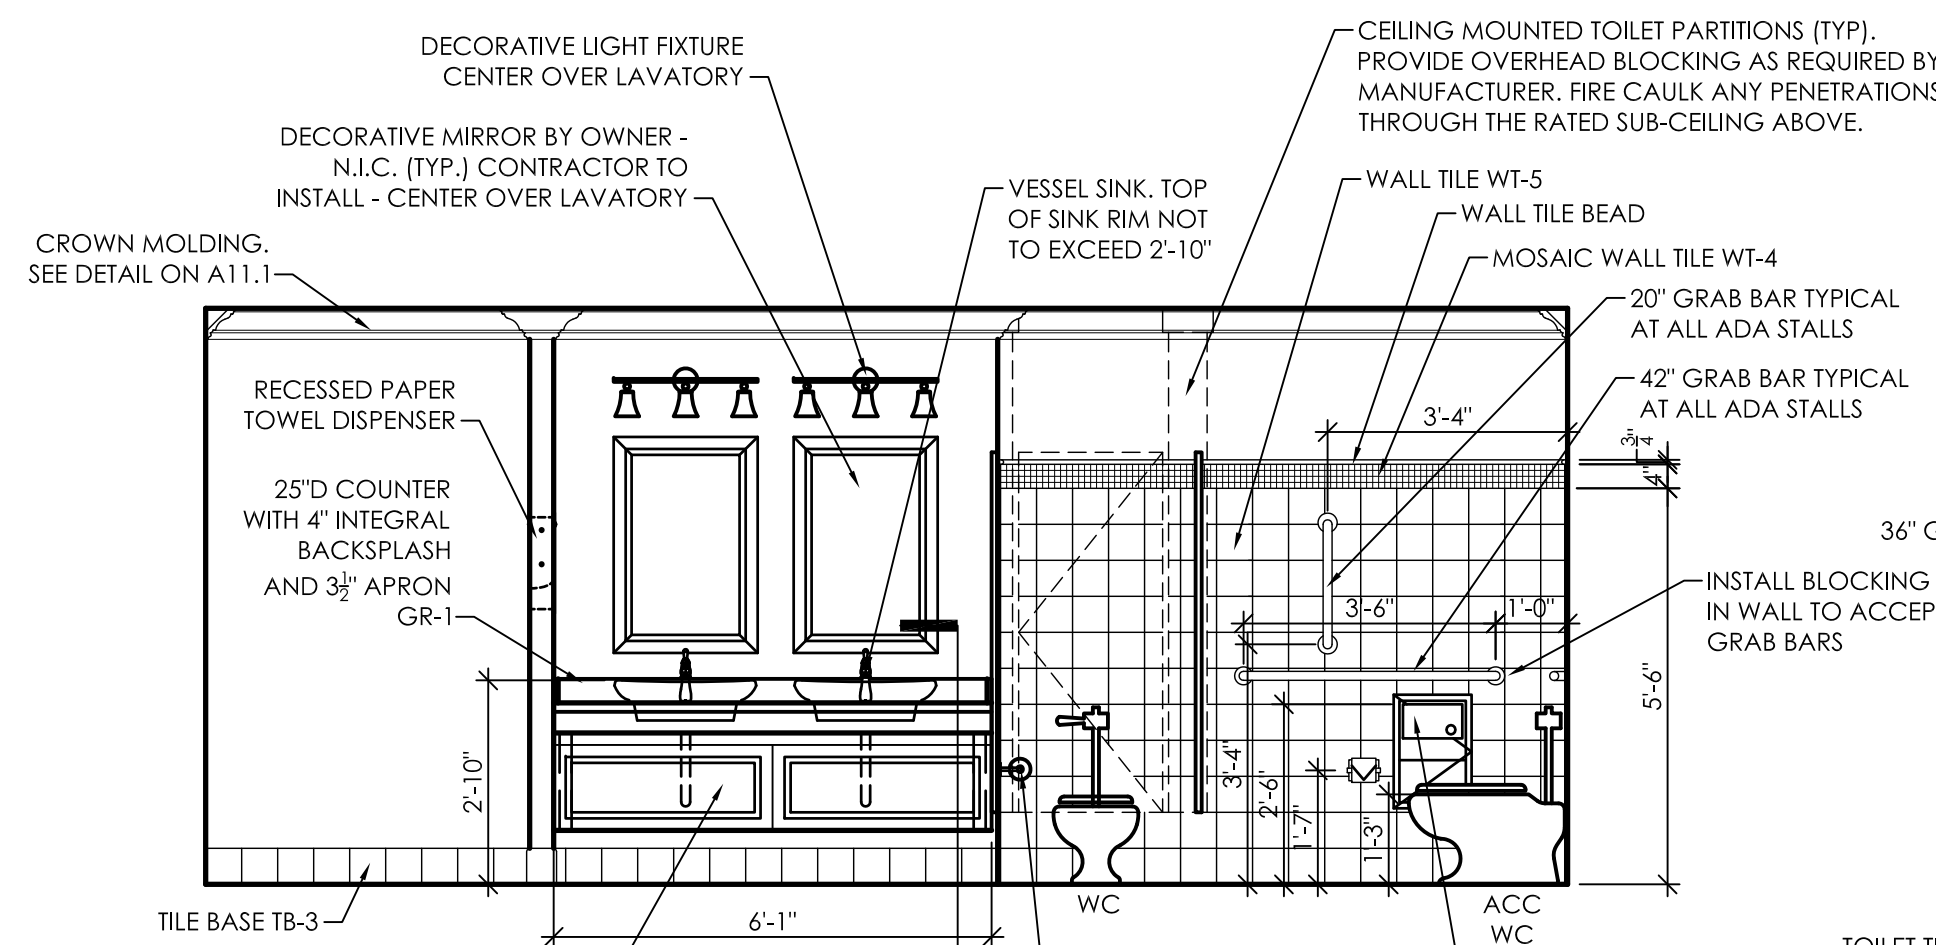 DECORATIVE LIGHT FIXTURE
CENTER OVER LAVATORY
DECORATIVE MIRROR BY OWNER -
N.I.C. (TYP.) CONTRACTOR TO
INSTALL - CENTER OVER LAVATORY
CROWN MOLDING.
SEE DETAIL ON A11.1
VESSEL SINK. TOP
OF SINK RIM NOT
TO EXCEED 2'-10"
CEILING MOUNTED TOILET PARTITIONS (TYP).
PROVIDE OVERHEAD BLOCKING AS REQUIRED BY
MANUFACTURER. FIRE CAULK ANY PENETRATIONS
THROUGH THE RATED SUB-CEILING ABOVE.
WALL TILE WT-5
WALL TILE BEAD
MOSAIC WALL TILE WT-4
20" GRAB BAR TYPICAL
AT ALL ADA STALLS
42" GRAB BAR TYPICAL
AT ALL ADA STALLS
RECESSED PAPER
TOWEL DISPENSER
25"D COUNTER
WITH 4" INTEGRAL
BACKSPLASH
AND 3½" APRON
GR-1
3'-4"
¾"
4"
36" G
INSTALL BLOCKING
IN WALL TO ACCEP
GRAB BARS
3'-6"
1'-0"
5'-6"
2'-10"
3'-4"
2'-6"
1'-7"
1'-3"
TILE BASE TB-3
6'-1"
WC
ACC
WC